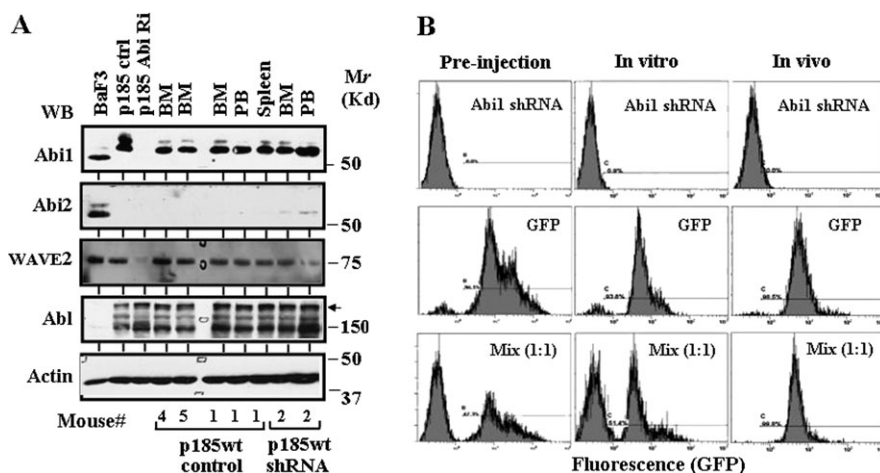 A
B
Pre-injection
In vitro
In vivo
WB
BaF3
p185 ctrl
p185 Abi Ri
BM
BM
BM
PB
Spleen
BM
PB
Mr
(Kd)
Abi1
50
Abi2
50
WAVE2
75
Abl
150
Actin
50
37
Mouse#
4 5 1 1 1 2 2
p185wt
control
p185wt
shRNA
Abi1 shRNA
Abi1 shRNA
Abi1 shRNA
GFP
GFP
GFP
Mix (1:1)
Mix (1:1)
Mix (1:1)
Fluorescence (GFP)